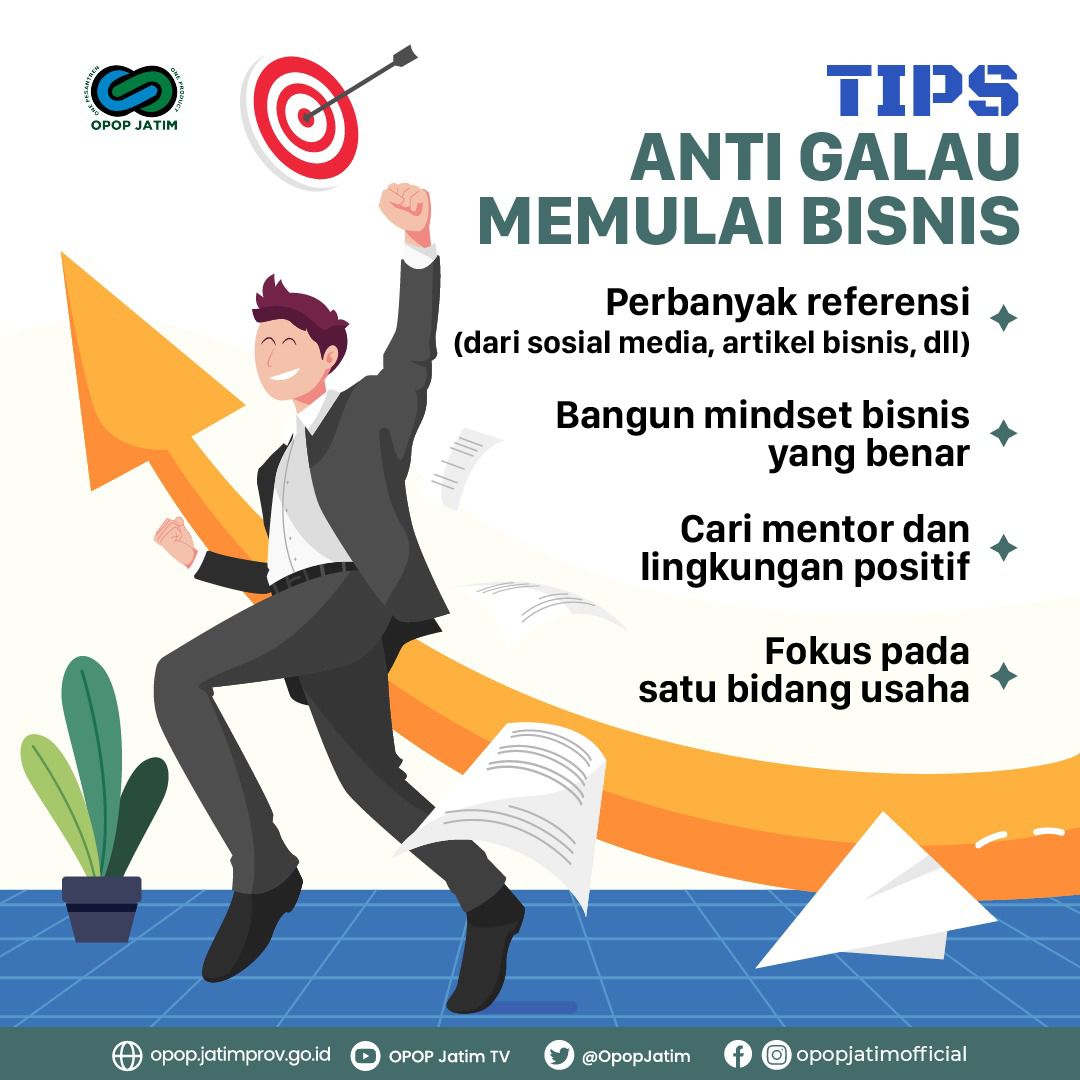 ONE PESANTREN ONE PRODUCT
OPOP JATIM
TIPS
ANTI GALAU
MEMULAI BISNIS
Perbanyak referensi
(dari sosial media, artikel bisnis, dll)
Bangun mindset bisnis
yang benar
Cari mentor dan
lingkungan positif
Fokus pada
satu bidang usaha
opop.jatimprov.go.id
OPOP Jatim TV
@OpopJatim
opopjatimofficial